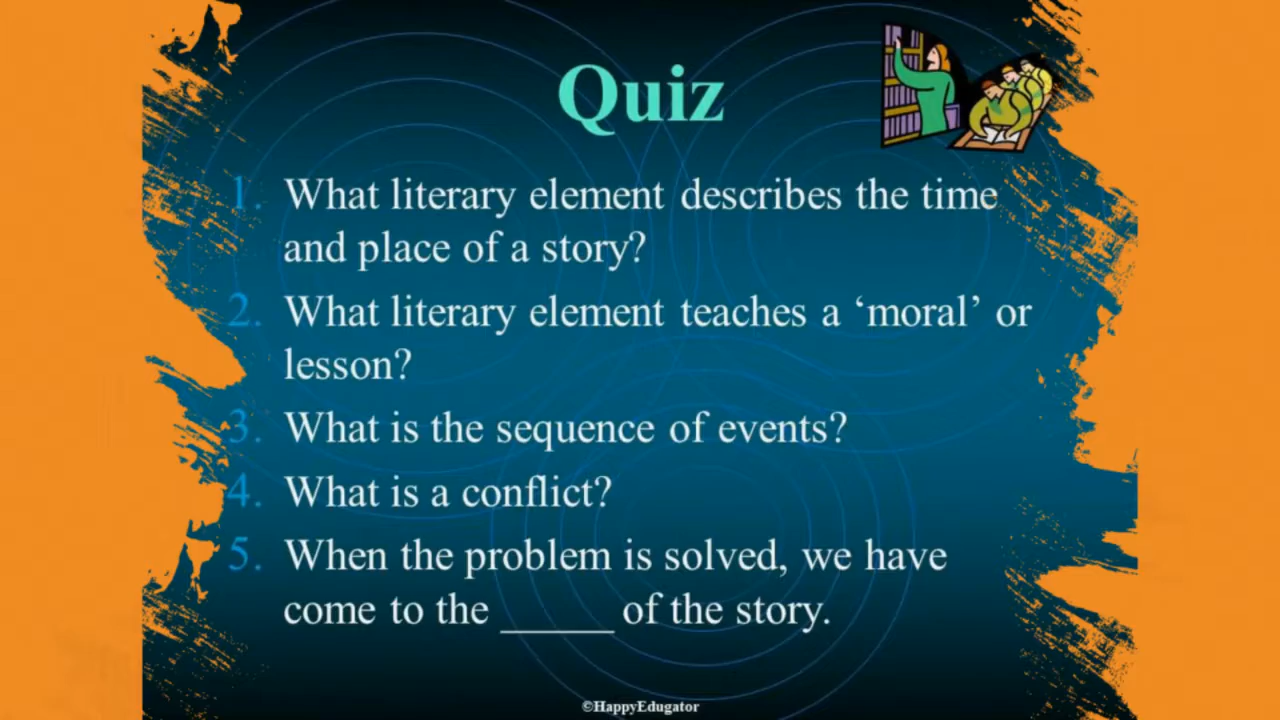 Quiz
1. What literary element describes the time
and place of a story?
2. What literary element teaches a ‘moral’ or
lesson?
3. What is the sequence of events?
4. What is a conflict?
5. When the problem is solved, we have
come to the _____ of the story.
©HappyEdugator